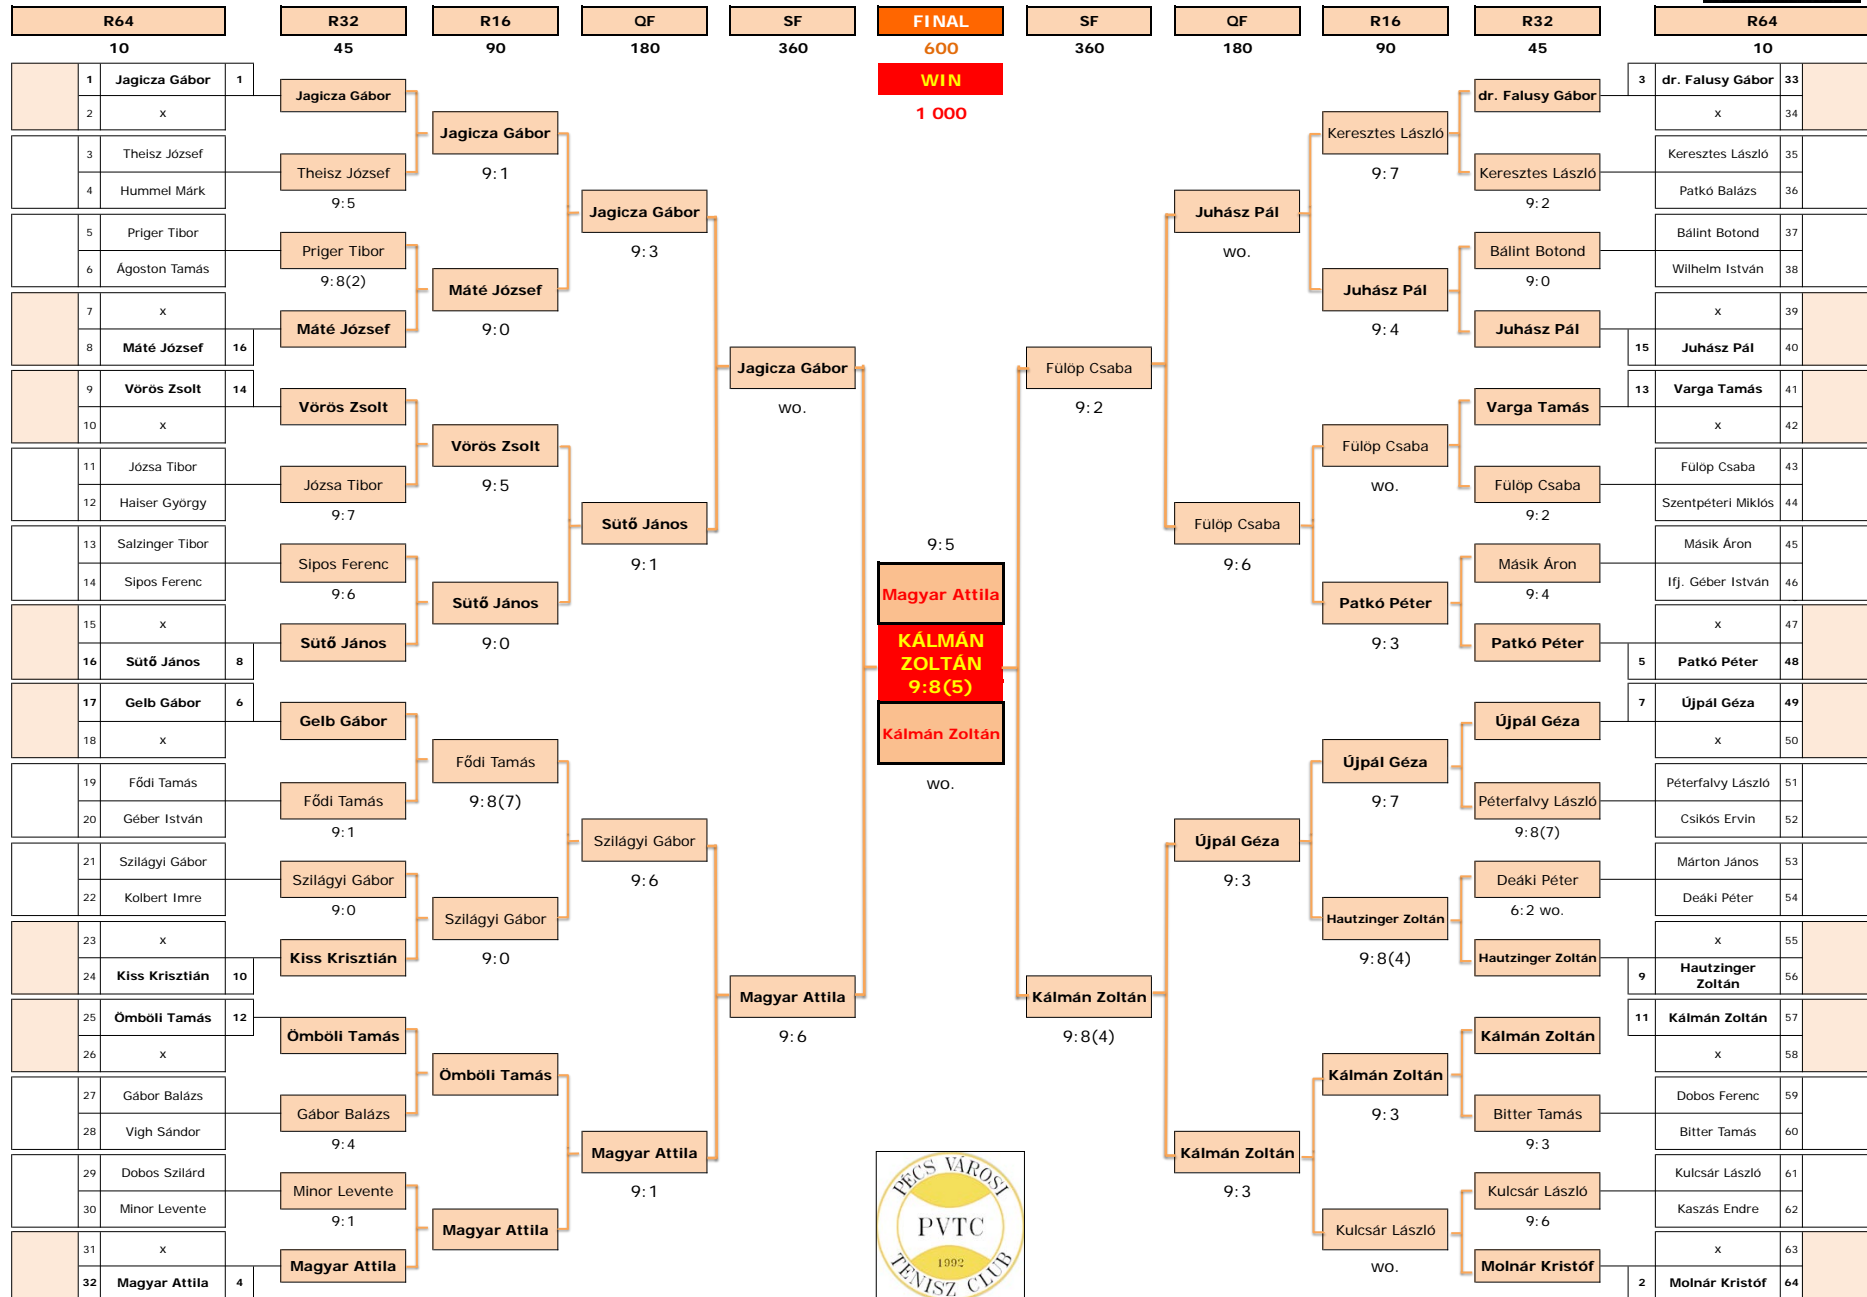 R64 R32 R16 QF SF FINAL SF QF R16 R32 R64
10 45 90 180 360 600 360 180 90 45 10
WIN
1 000
1 Jagicza Gábor 1
2 x
3 Theisz József
4 Hummel Márk
5 Priger Tibor
6 Ágoston Tamás
7 x
8 Máté József 16
9 Vörös Zsolt 14
10 x
11 Józsa Tibor
12 Haiser György
13 Salzinger Tibor
14 Sipos Ferenc
15 x
16 Sütő János 8
17 Gelb Gábor 6
18 x
19 Fődi Tamás
20 Géber István
21 Szilágyi Gábor
22 Kolbert Imre
23 x
24 Kiss Krisztián 10
25 Ömböli Tamás 12
26 x
27 Gábor Balázs
28 Vigh Sándor
29 Dobos Szilárd
30 Minor Levente
31 x
32 Magyar Attila 4
Jagicza Gábor
Theisz József
9:5
Priger Tibor
9:8(2)
Máté József
Vörös Zsolt
Józsa Tibor
9:7
Sipos Ferenc
9:6
Sütő János
Gelb Gábor
Fődi Tamás
9:1
Szilágyi Gábor
9:0
Kiss Krisztián
Ömböli Tamás
Gábor Balázs
9:4
Minor Levente
9:1
Magyar Attila
Jagicza Gábor
9:1
Máté József
9:0
Vörös Zsolt
9:5
Sütő János
9:0
Fődi Tamás
9:8(7)
Szilágyi Gábor
9:0
Ömböli Tamás
Magyar Attila
Jagicza Gábor
9:3
Sütő János
9:1
Szilágyi Gábor
9:6
Magyar Attila
9:1
Jagicza Gábor
wo.
Magyar Attila
9:6
9:5
Magyar Attila
KÁLMÁN
ZOLTÁN
9:8(5)
Kálmán Zoltán
wo.
PÉCS VÁROSI
PVTC
1992
TENISZ CLUB
Fülöp Csaba
9:2
Kálmán Zoltán
9:8(4)
Juhász Pál
wo.
Fülöp Csaba
9:6
Újpál Géza
9:3
Kálmán Zoltán
9:3
Keresztes László
9:7
Juhász Pál
9:4
Fülöp Csaba
wo.
Patkó Péter
9:3
Újpál Géza
9:7
Hautzinger Zoltán
9:8(4)
Kálmán Zoltán
9:3
Kulcsár László
wo.
dr. Falusy Gábor
Keresztes László
9:2
Bálint Botond
9:0
Juhász Pál
Varga Tamás
Fülöp Csaba
9:2
Másik Áron
9:4
Patkó Péter
Újpál Géza
Péterfalvy László
9:8(7)
Deáki Péter
6:2 wo.
Hautzinger Zoltán
Kálmán Zoltán
Bitter Tamás
9:3
Kulcsár László
9:6
Molnár Kristóf
3 dr. Falusy Gábor 33
x 34
Keresztes László 35
Patkó Balázs 36
Bálint Botond 37
Wilhelm István 38
x 39
15 Juhász Pál 40
13 Varga Tamás 41
x 42
Fülöp Csaba 43
Szentpéteri Miklós 44
Másik Áron 45
Ifj. Géber István 46
x 47
5 Patkó Péter 48
7 Újpál Géza 49
x 50
Péterfalvy László 51
Csikós Ervin 52
Márton János 53
Deáki Péter 54
x 55
9 Hautzinger
Zoltán 56
11 Kálmán Zoltán 57
x 58
Dobos Ferenc 59
Bitter Tamás 60
Kulcsár László 61
Kaszás Endre 62
x 63
2 Molnár Kristóf 64